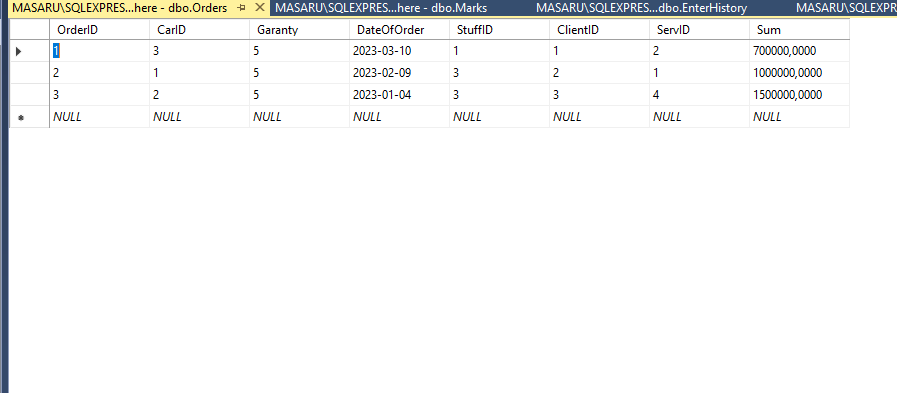 MASARU\SQLEXPRES...here - dbo.Orders MASARU\SQLEXPRES...here - dbo.Marks MASARU\SQLEXPRES...dbo.EnterHistory MASARU\SQLEXPR
OrderID CarID Garanty DateOfOrder StuffID ClientID ServID Sum
1 3 5 2023-03-10 1 1 2 700000,0000
2 1 5 2023-02-09 3 2 1 1000000,0000
3 2 5 2023-01-04 3 3 4 1500000,0000
NULL NULL NULL NULL NULL NULL NULL NULL